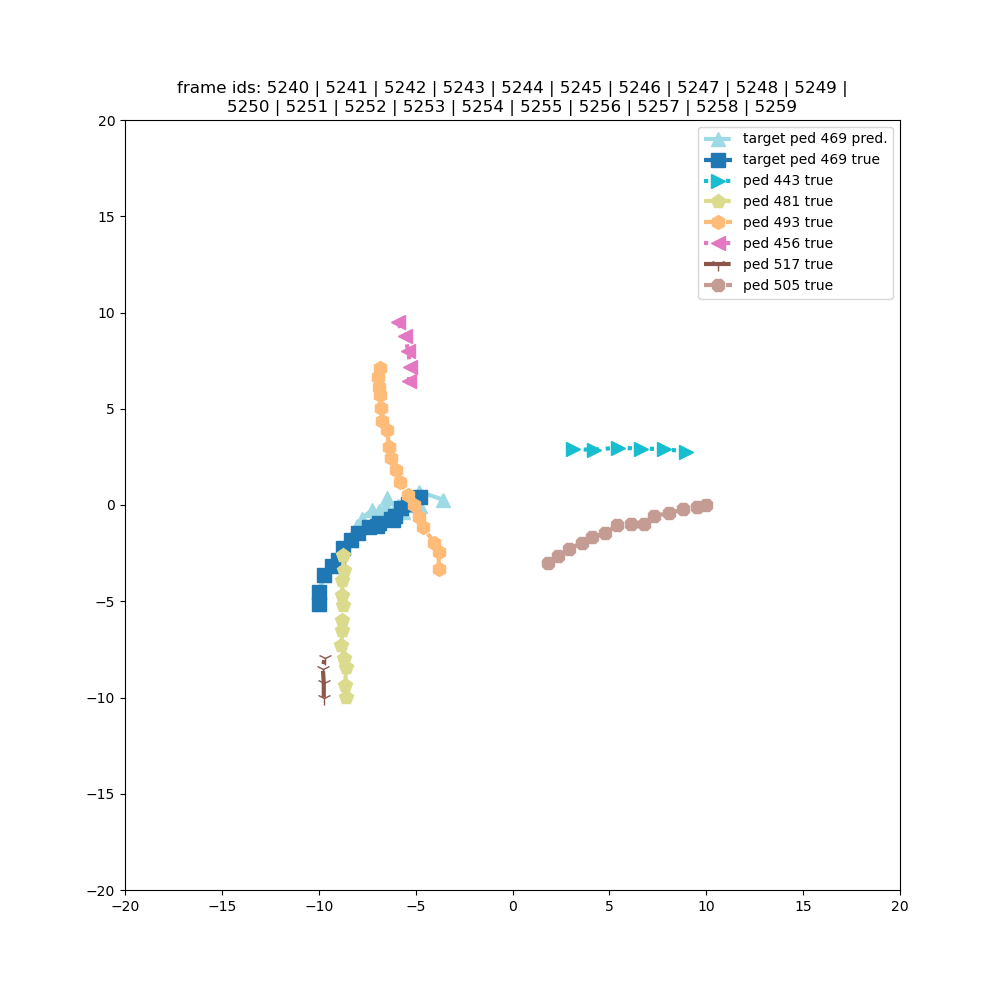 frame ids: 5240 | 5241 | 5242 | 5243 | 5244 | 5245 | 5246 | 5247 | 5248 | 5249 |
5250 | 5251 | 5252 | 5253 | 5254 | 5255 | 5256 | 5257 | 5258 | 5259
target ped 469 pred.
target ped 469 true
ped 443 true
ped 481 true
ped 493 true
ped 456 true
ped 517 true
ped 505 true
20
15
10
5
0
−5
−10
−15
−20
−20 −15 −10 −5 0 5 10 15 20